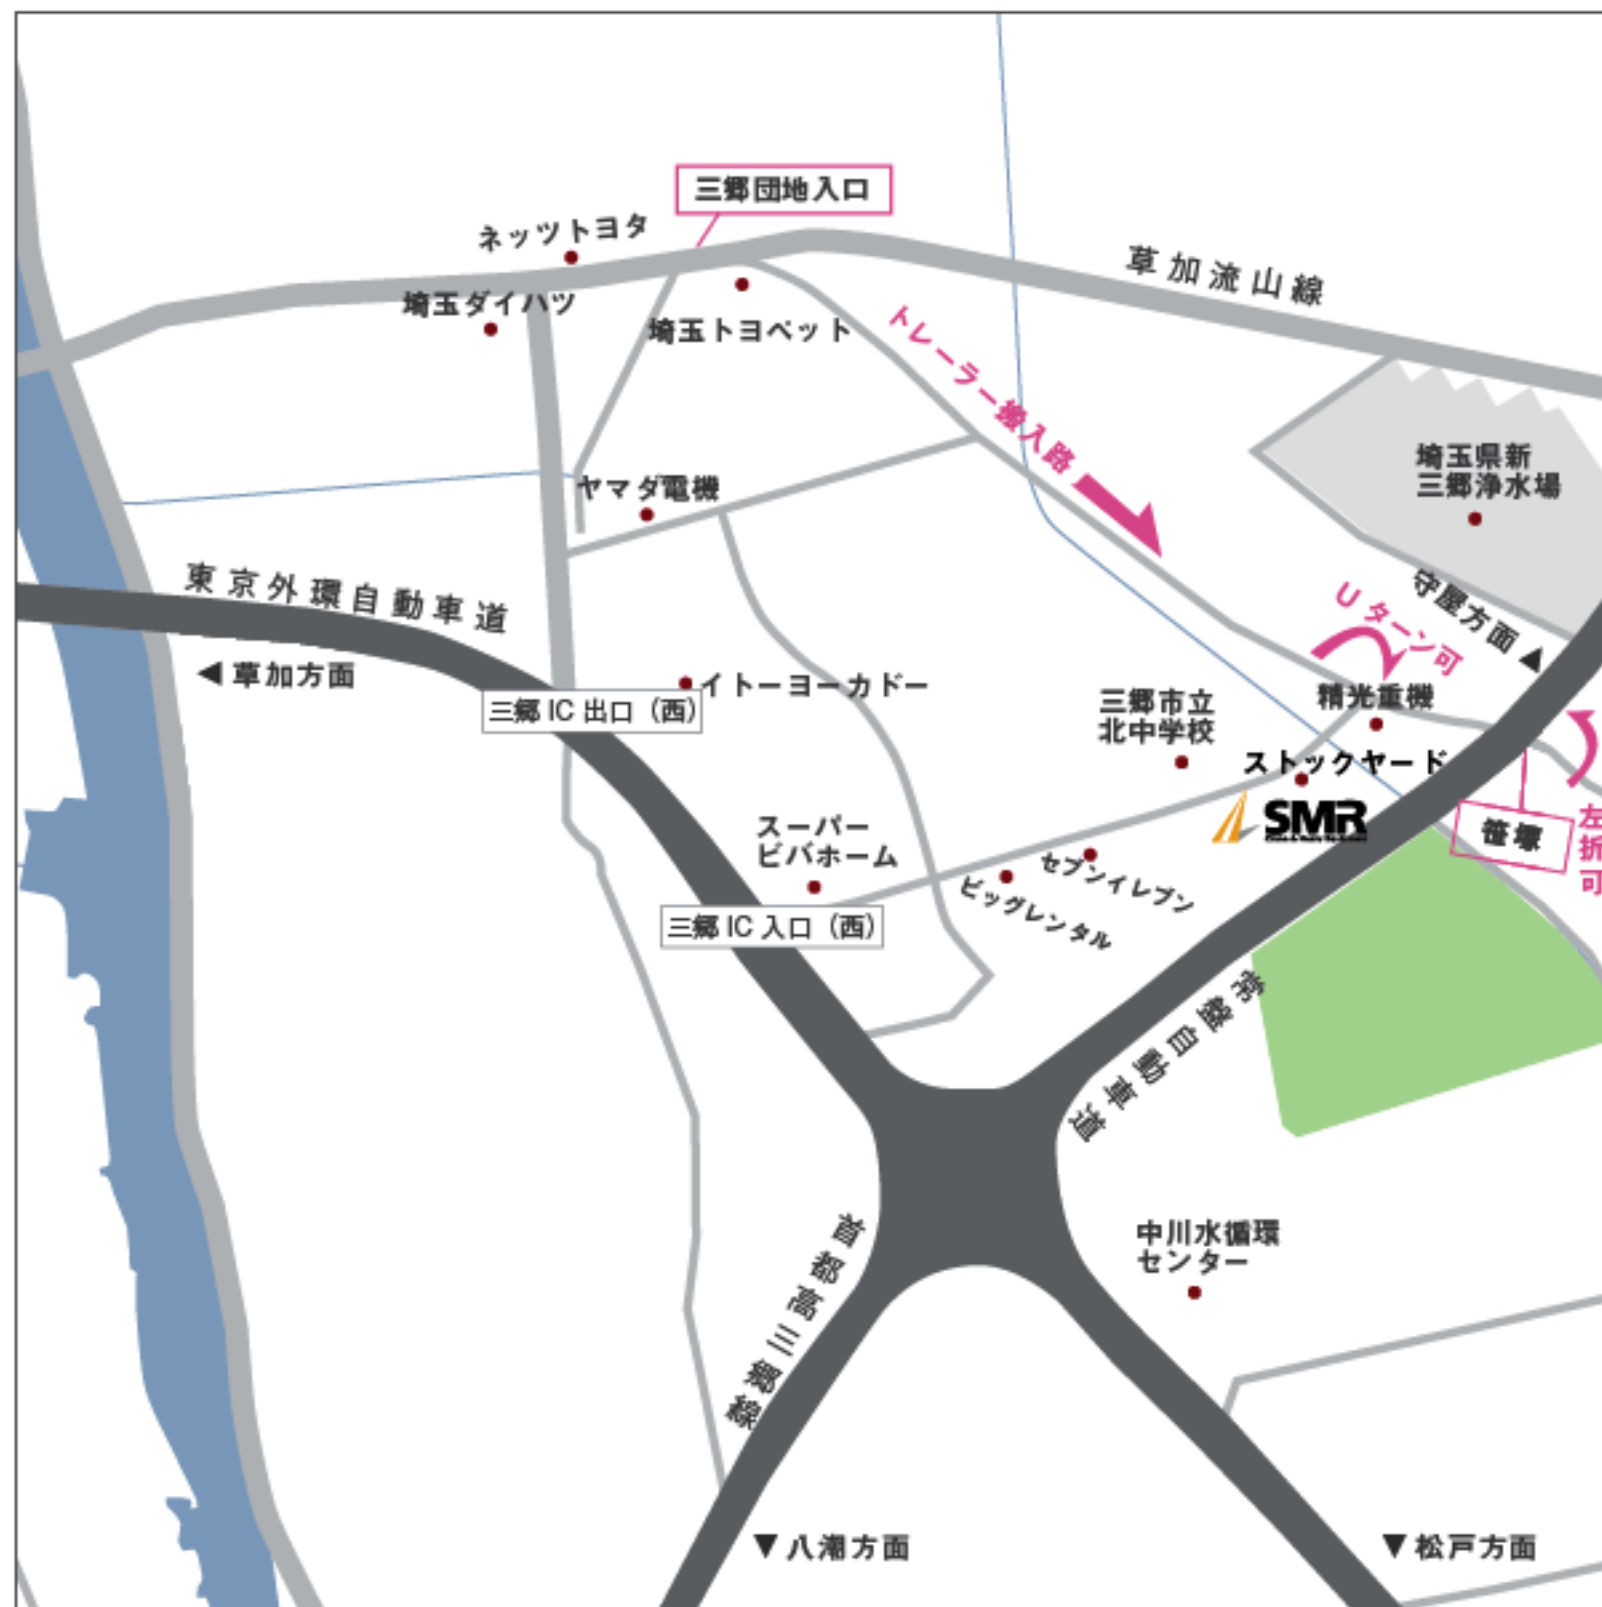 三郷団地入口
ネッツトヨタ
草加流山線
埼玉ダイハツ
埼玉トヨペット
トレーラー搬入路
埼玉県新
三郷浄水場
ヤマダ電機
東京外環自動車道
守屋方面▲
Uターン可
◀草加方面
イトーヨーカドー
三郷 IC 出口（西）
三郷市立
北中学校
精光重機
ストックヤード
SMR
笹塚
左折可
スーパー
ビバホーム
セブンイレブン
ビッグレンタル
三郷 IC 入口（西）
常盤自動車道
首都高三郷線
中川水循環
センター
▼八潮方面
▼松戸方面